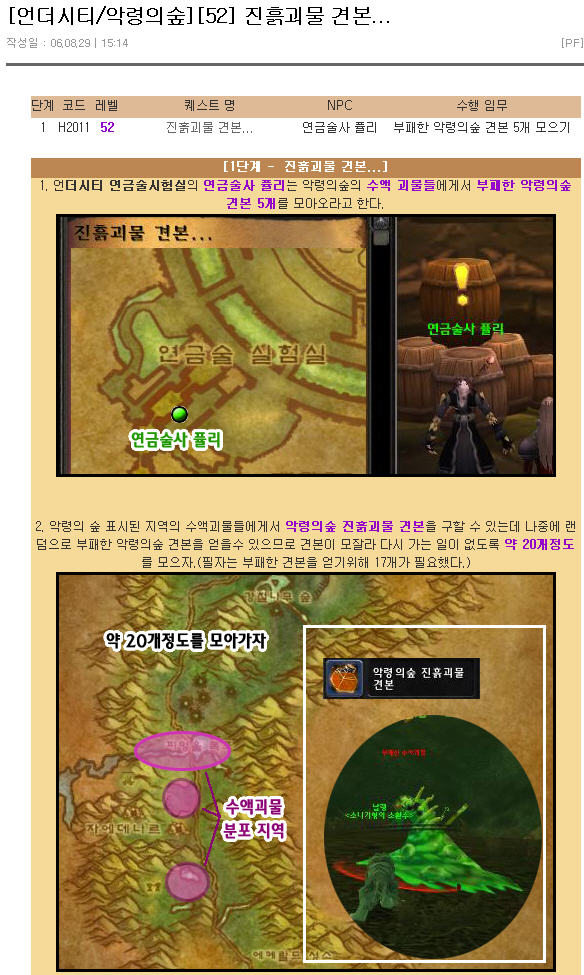 [언더시티/악령의숲][52] 진흙괴물 견본...
작성일 : 06,08,29 | 15:14
[PF]
단계 코드 레벨 퀘스트 명 NPC 수행 임무
1 H2011 52 진흙괴물 견본... 연금술사 퓰리 부패한 악령의숲 견본 5개 모으기
[1단계 - 진흙괴물 견본...]
1. 언더시티 연금술시험실의 연금술사 퓰리는 악령의숲의 수액 괴물들에게서 부패한 악령의숲
견본 5개를 모아오라고 한다.
진흙괴물 견본...
연금술 실험실
연금술사 퓰리
연금술사 퓰리
2. 악령의 숲 표시된 지역의 수액괴물들에게서 악령의숲 진흙괴물 견본을 구할 수 있는데 나중에 랜
덤으로 부패한 악령의숲 견본을 얻을수 있으므로 견본이 모잘라 다시 가는 일이 없도록 약 20개정도
를 모으자.(필자는 부패한 견본을 얻기위해 17개가 필요했다.)
약 20개정도를 모아가자
악령의숲 진흙괴물
견본
수액괴물
분포 지역
자에데나르